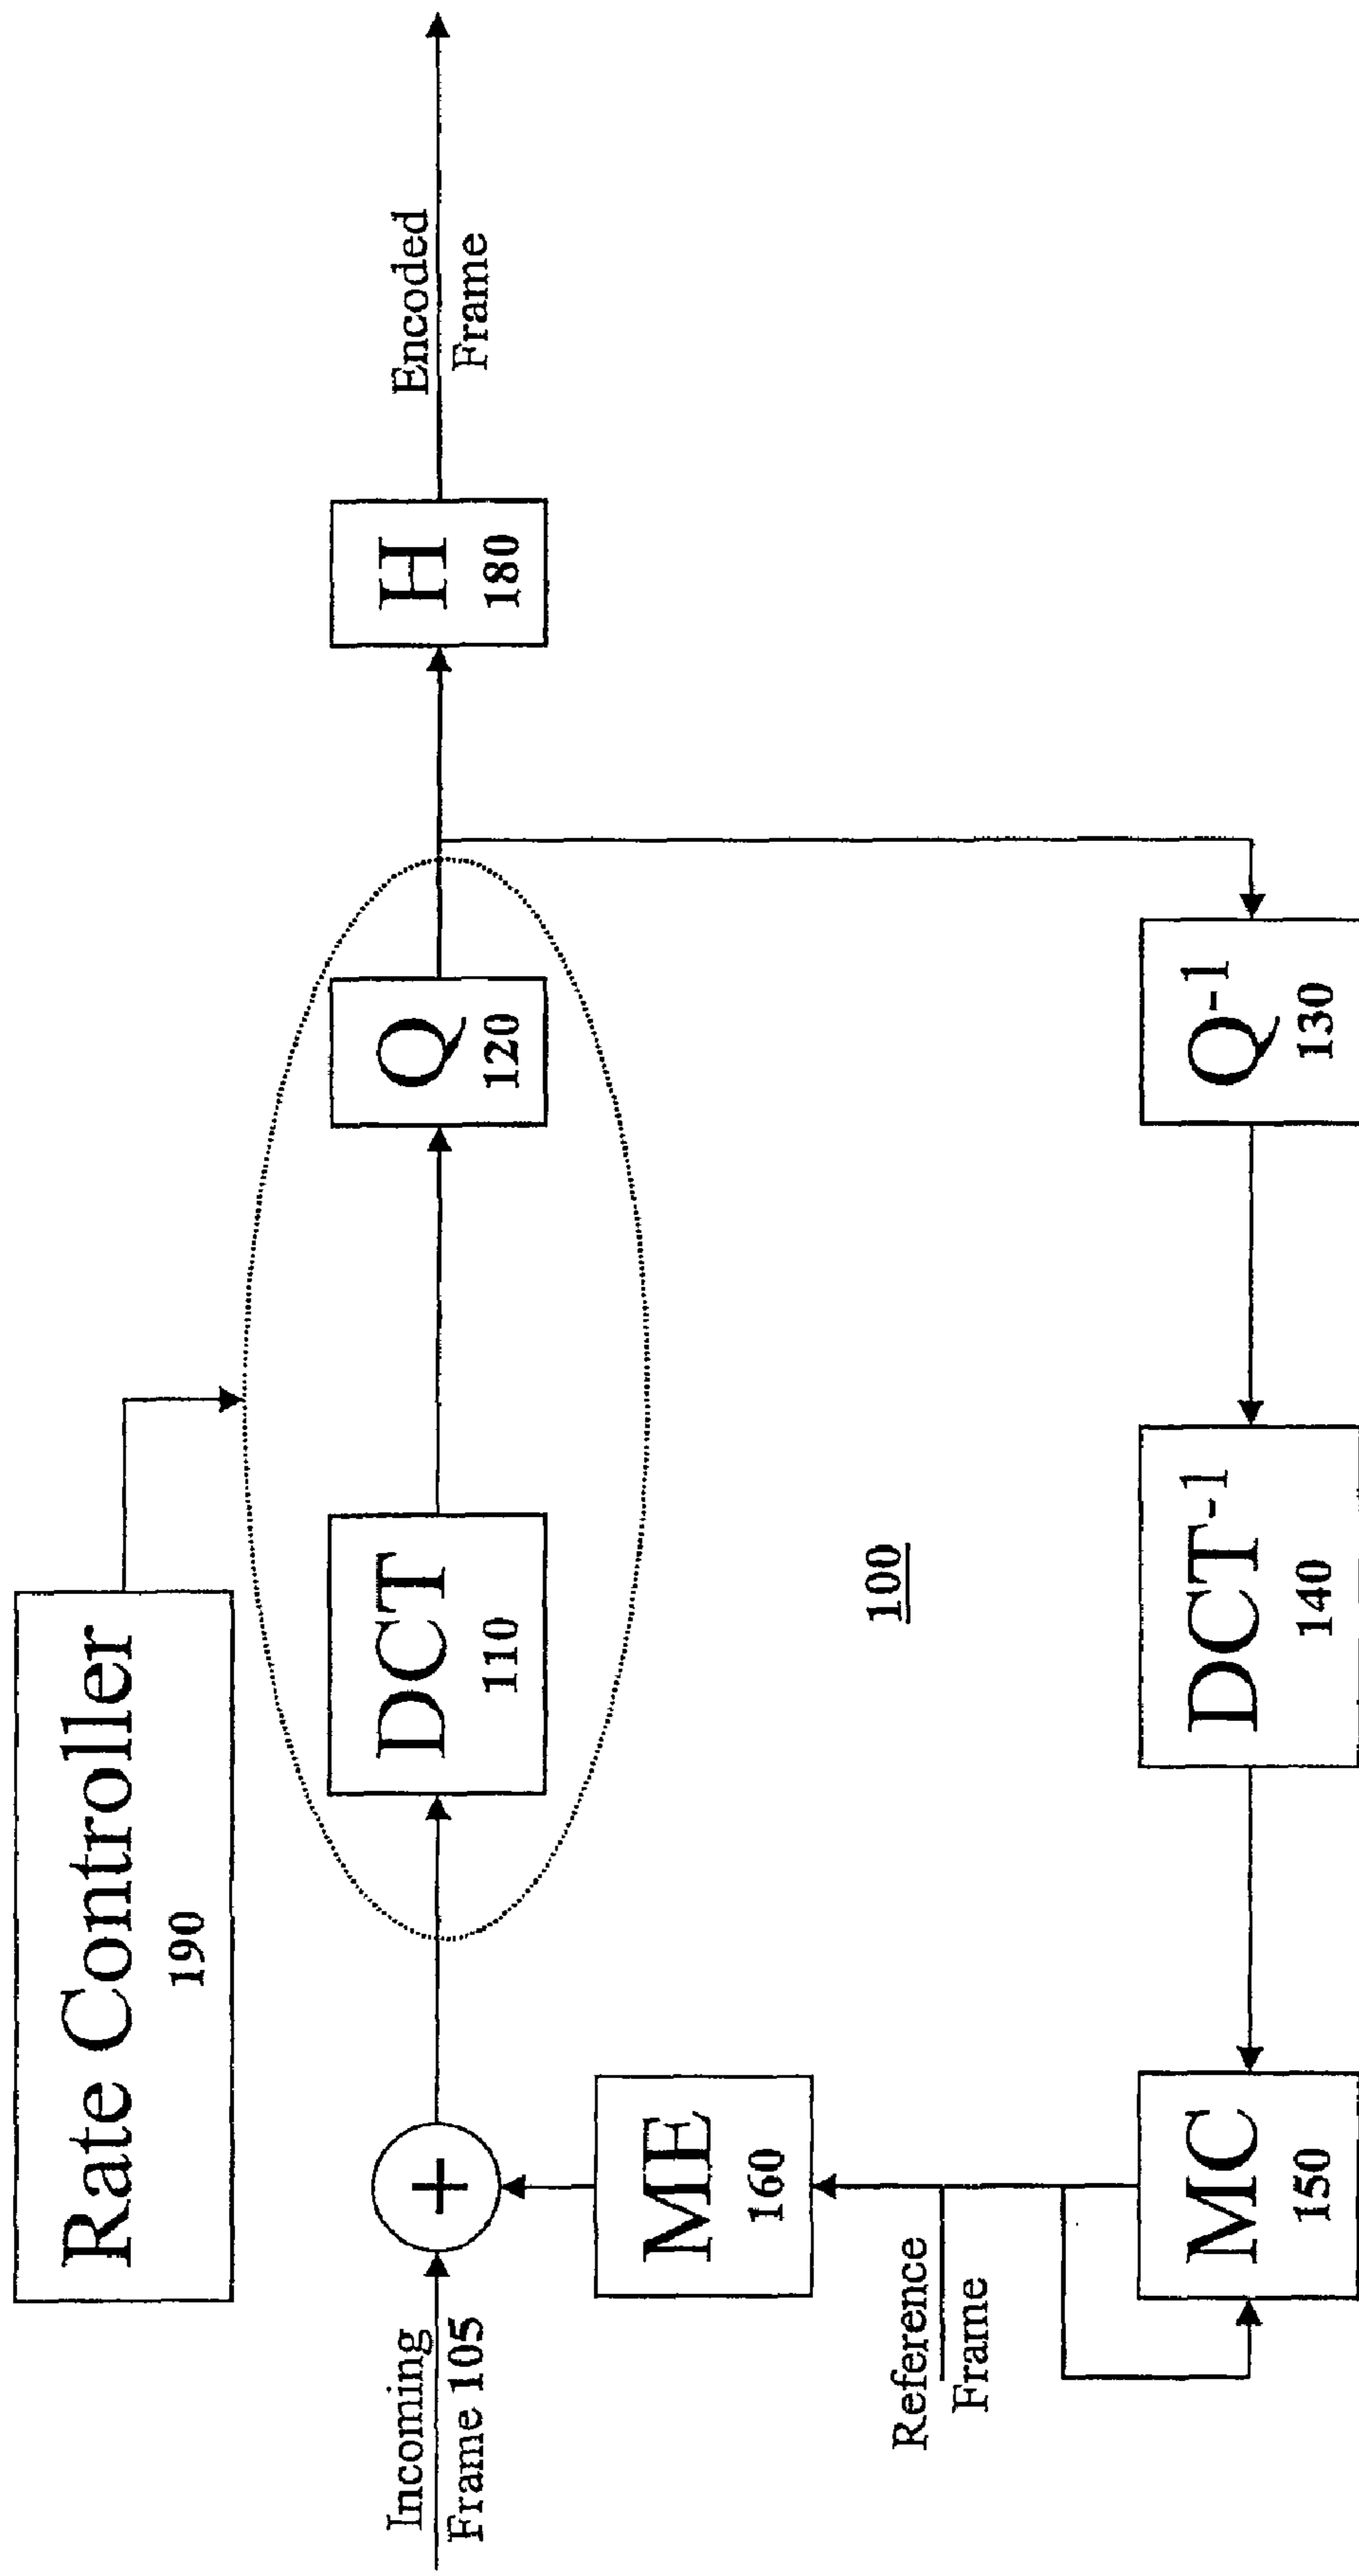 Rate Controller
190
Incoming
Frame 105
+
DCT
110
Q
120
H
180
Encoded
Frame
ME
160
100
Reference
Frame
MC
150
DCT-1
140
Q-1
130